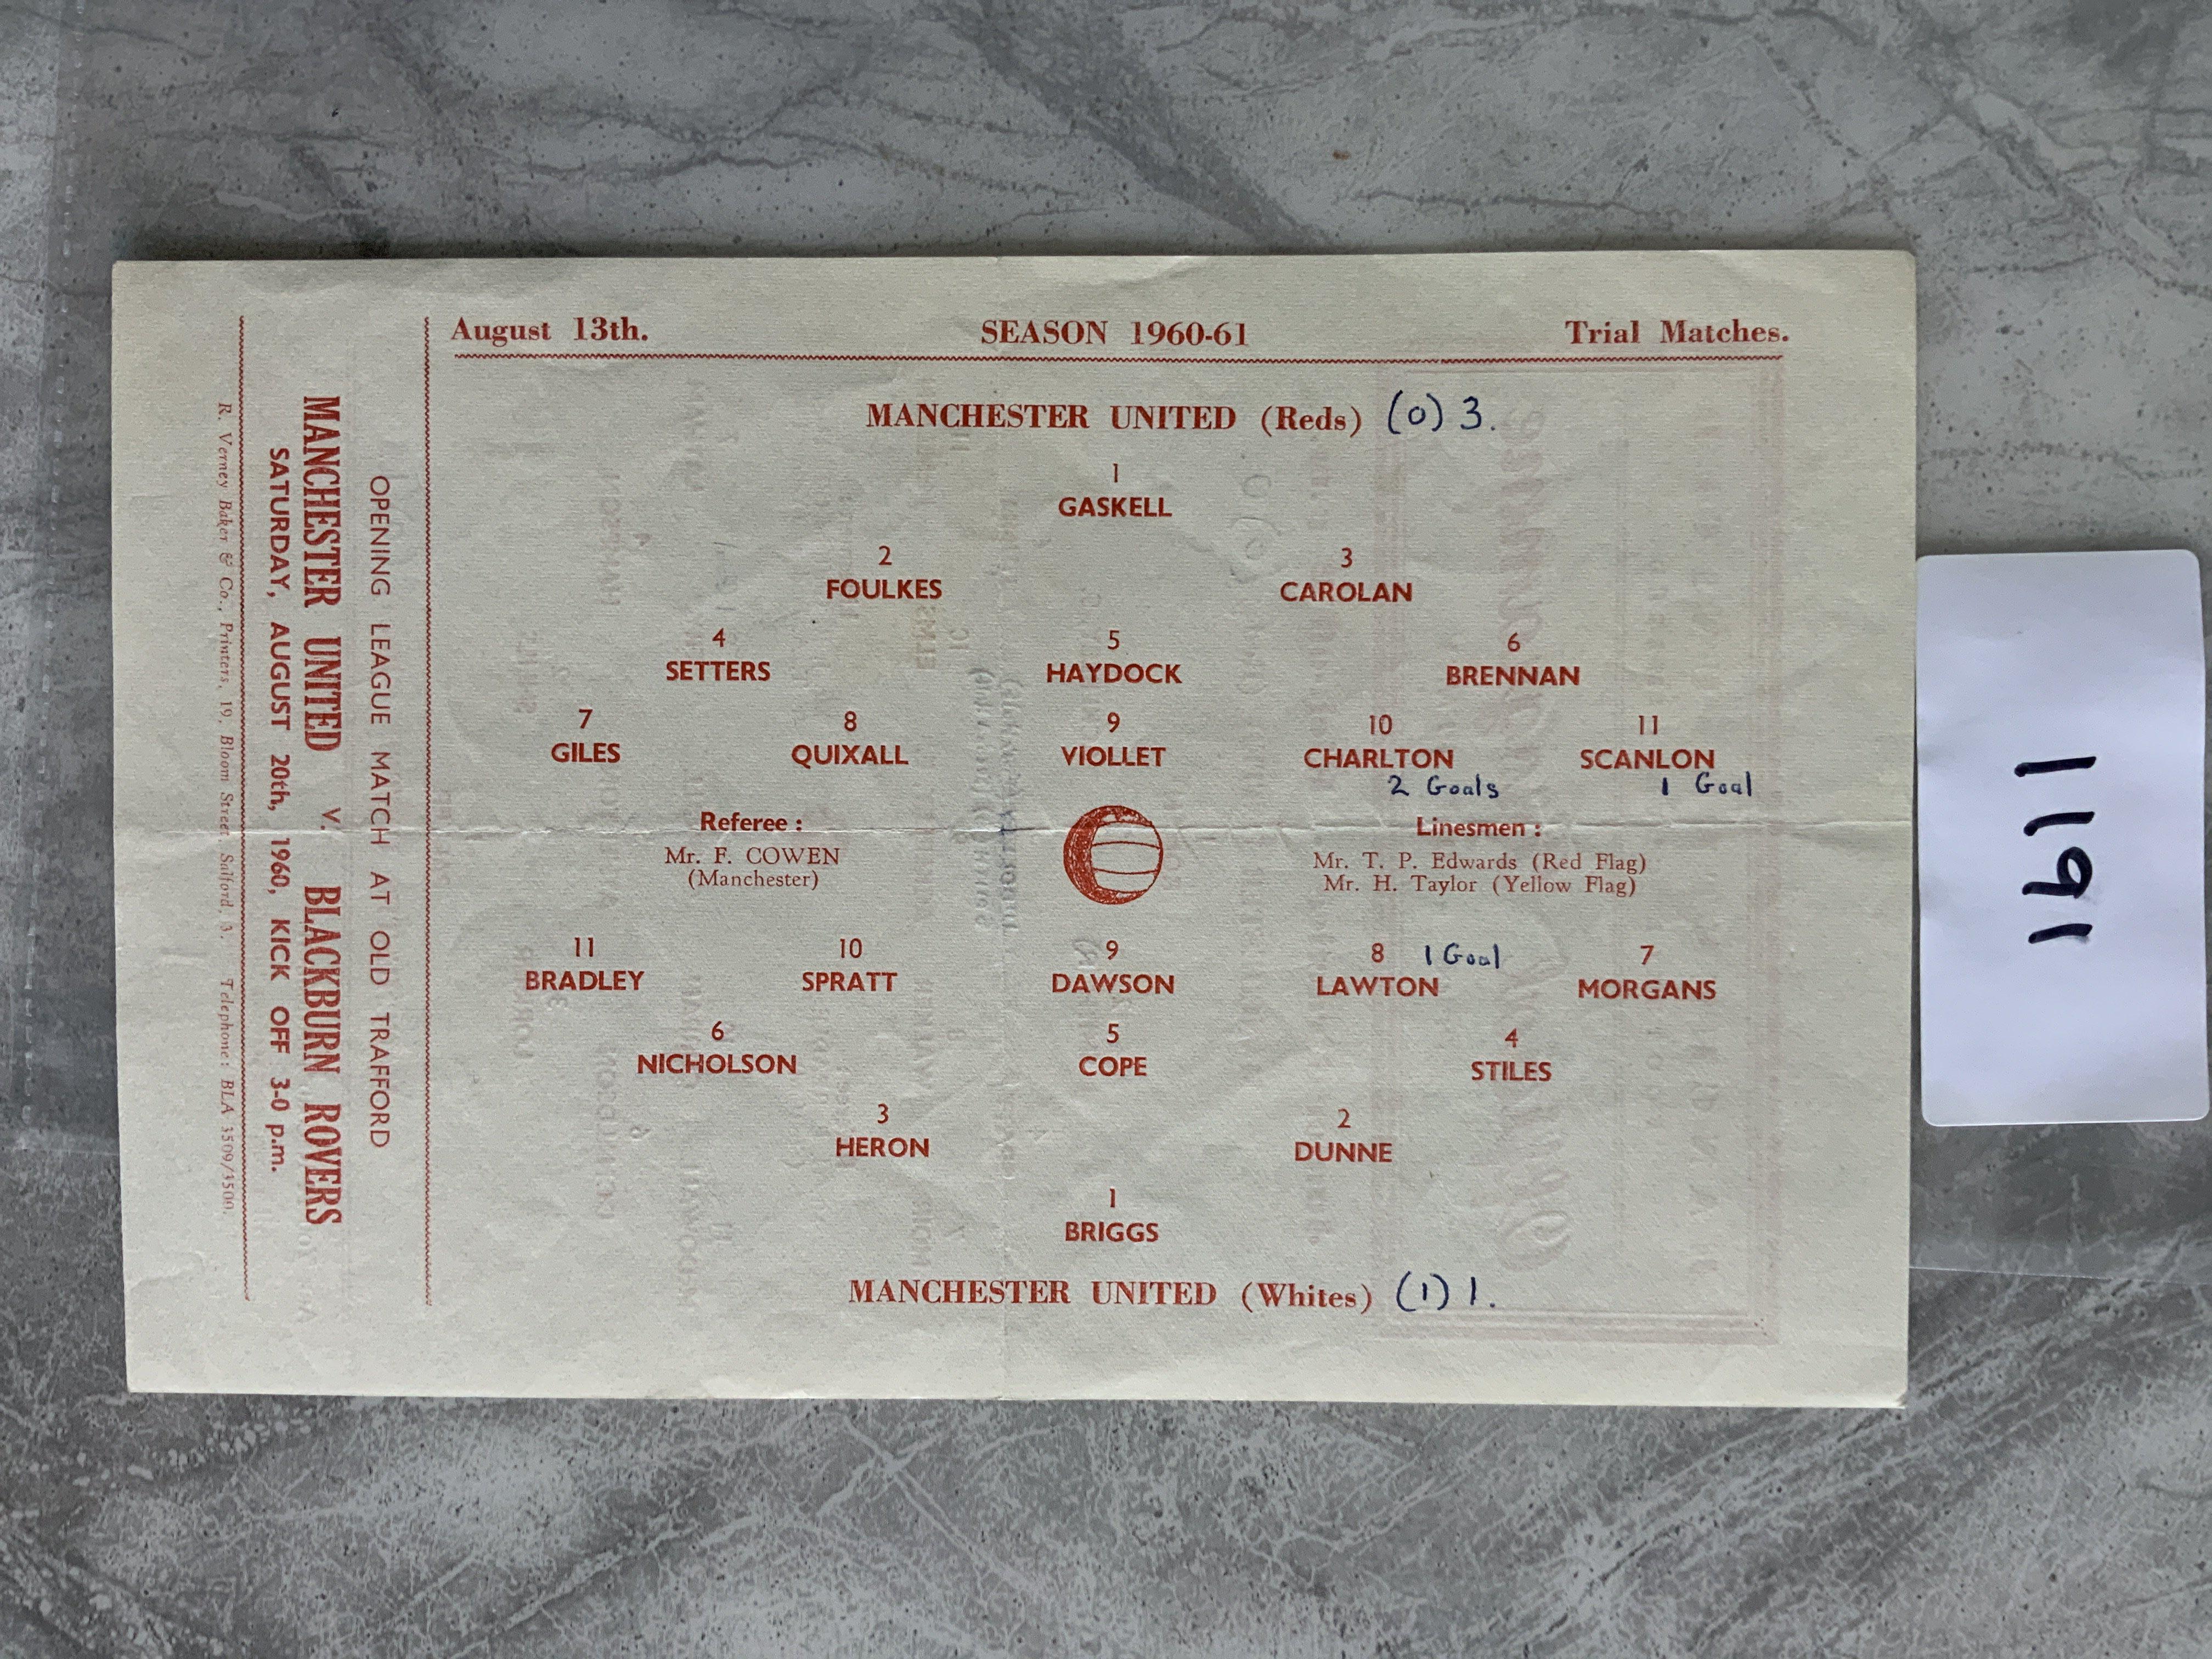 August 13th. SEASON 1960-61 Trial Matches.
MANCHESTER UNITED (Reds) (0) 3.
1
GASKELL
2 3
FOULKES CAROLAN
4 5 6
SETTERS HAYDOCK BRENNAN
7 8 9 10 11
GILES QUIXALL VIOLLET CHARLTON SCANLON
2 Goals 1 Goal
Referee : Linesmen :
Mr. F. COWEN Mr. T. P. Edwards (Red Flag)
(Manchester) Mr. H. Taylor (Yellow Flag)
11 10 9 8 1 Goal 7
BRADLEY SPRATT DAWSON LAWTON MORGANS
6 5 4
NICHOLSON COPE STILES
3 2
HERON DUNNE
1
BRIGGS
MANCHESTER UNITED (Whites) (1) 1.
OPENING LEAGUE MATCH AT OLD TRAFFORD
MANCHESTER UNITED v. BLACKBURN ROVERS
SATURDAY, AUGUST 20th, 1960, KICK OFF 3-0 p.m.
R. Verney Baker & Co., Printers, 19, Bloom Street, Salford, 3. Telephone: BLA 3509/3500.
1191